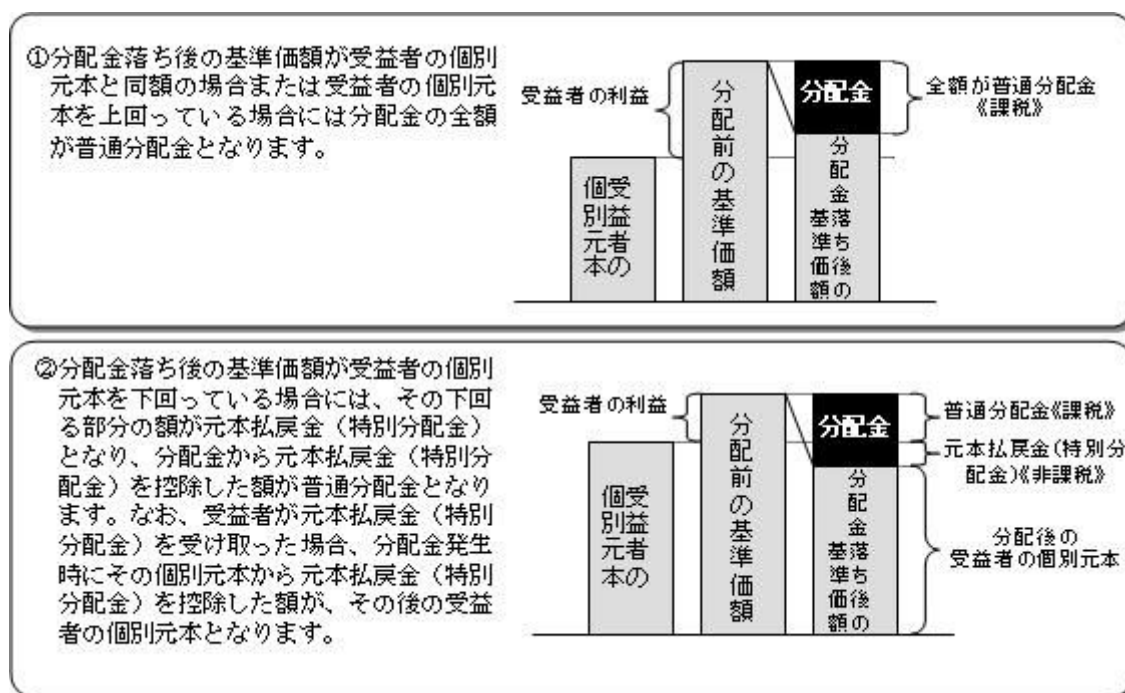 ①分配金落ち後の基準価額が受益者の個別
元本と同額の場合または受益者の個別元
本を上回っている場合には分配金の全額
が普通分配金となります。
受益者の利益
受益者の
個別元本
分配前の基準価額
分配金
分配金落ち後の
基準価額
全額が普通分配金
《課税》
②分配金落ち後の基準価額が受益者の個別
元本を下回っている場合には、その下回
る部分の額が元本払戻金（特別分配金）
となり、分配金から元本払戻金（特別分
配金）を控除した額が普通分配金となり
ます。なお、受益者が元本払戻金（特別
分配金）を受け取った場合、分配金発生
時にその個別元本から元本払戻金（特別
分配金）を控除した額が、その後の受益
者の個別元本となります。
受益者の利益
受益者の
個別元本
分配前の基準価額
分配金
分配金落ち後の
基準価額
普通分配金《課税》
元本払戻金(特別分
配金)《非課税》
分配後の
受益者の個別元本